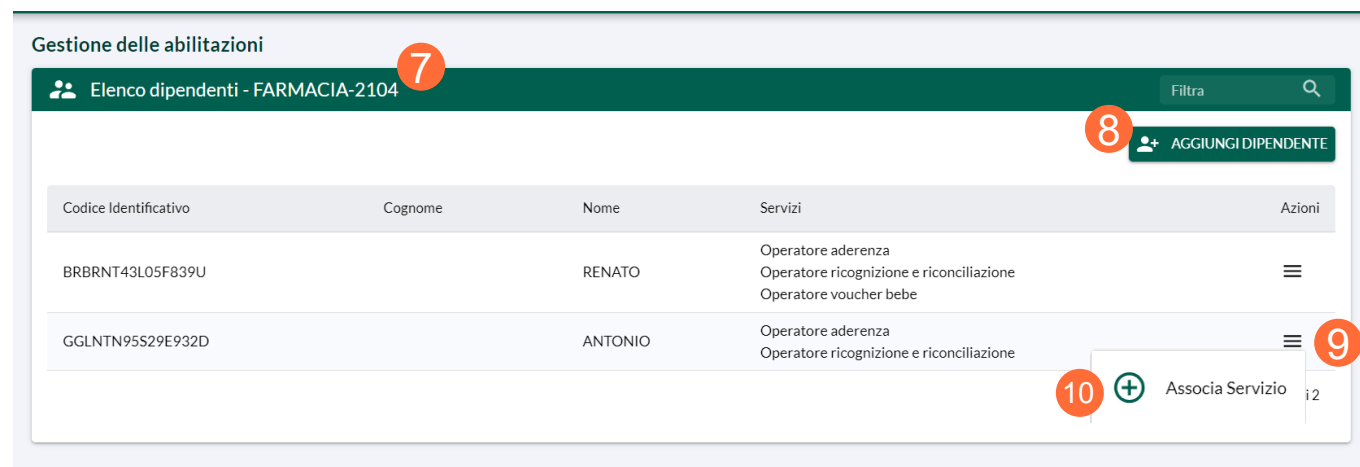 Gestione delle abilitazioni
7
Elenco dipendenti - FARMACIA-2104
Filtra
8
AGGIUNGI DIPENDENTE
Codice Identificativo Cognome Nome Servizi Azioni
Operatore aderenza
BRBRNT43L05F839U RENATO Operatore ricognizione e riconciliazione
Operatore voucher bebe
Operatore aderenza
GGLNTN95S29E932D ANTONIO
Operatore ricognizione e riconciliazione
9
10 Associa Servizio
i 2